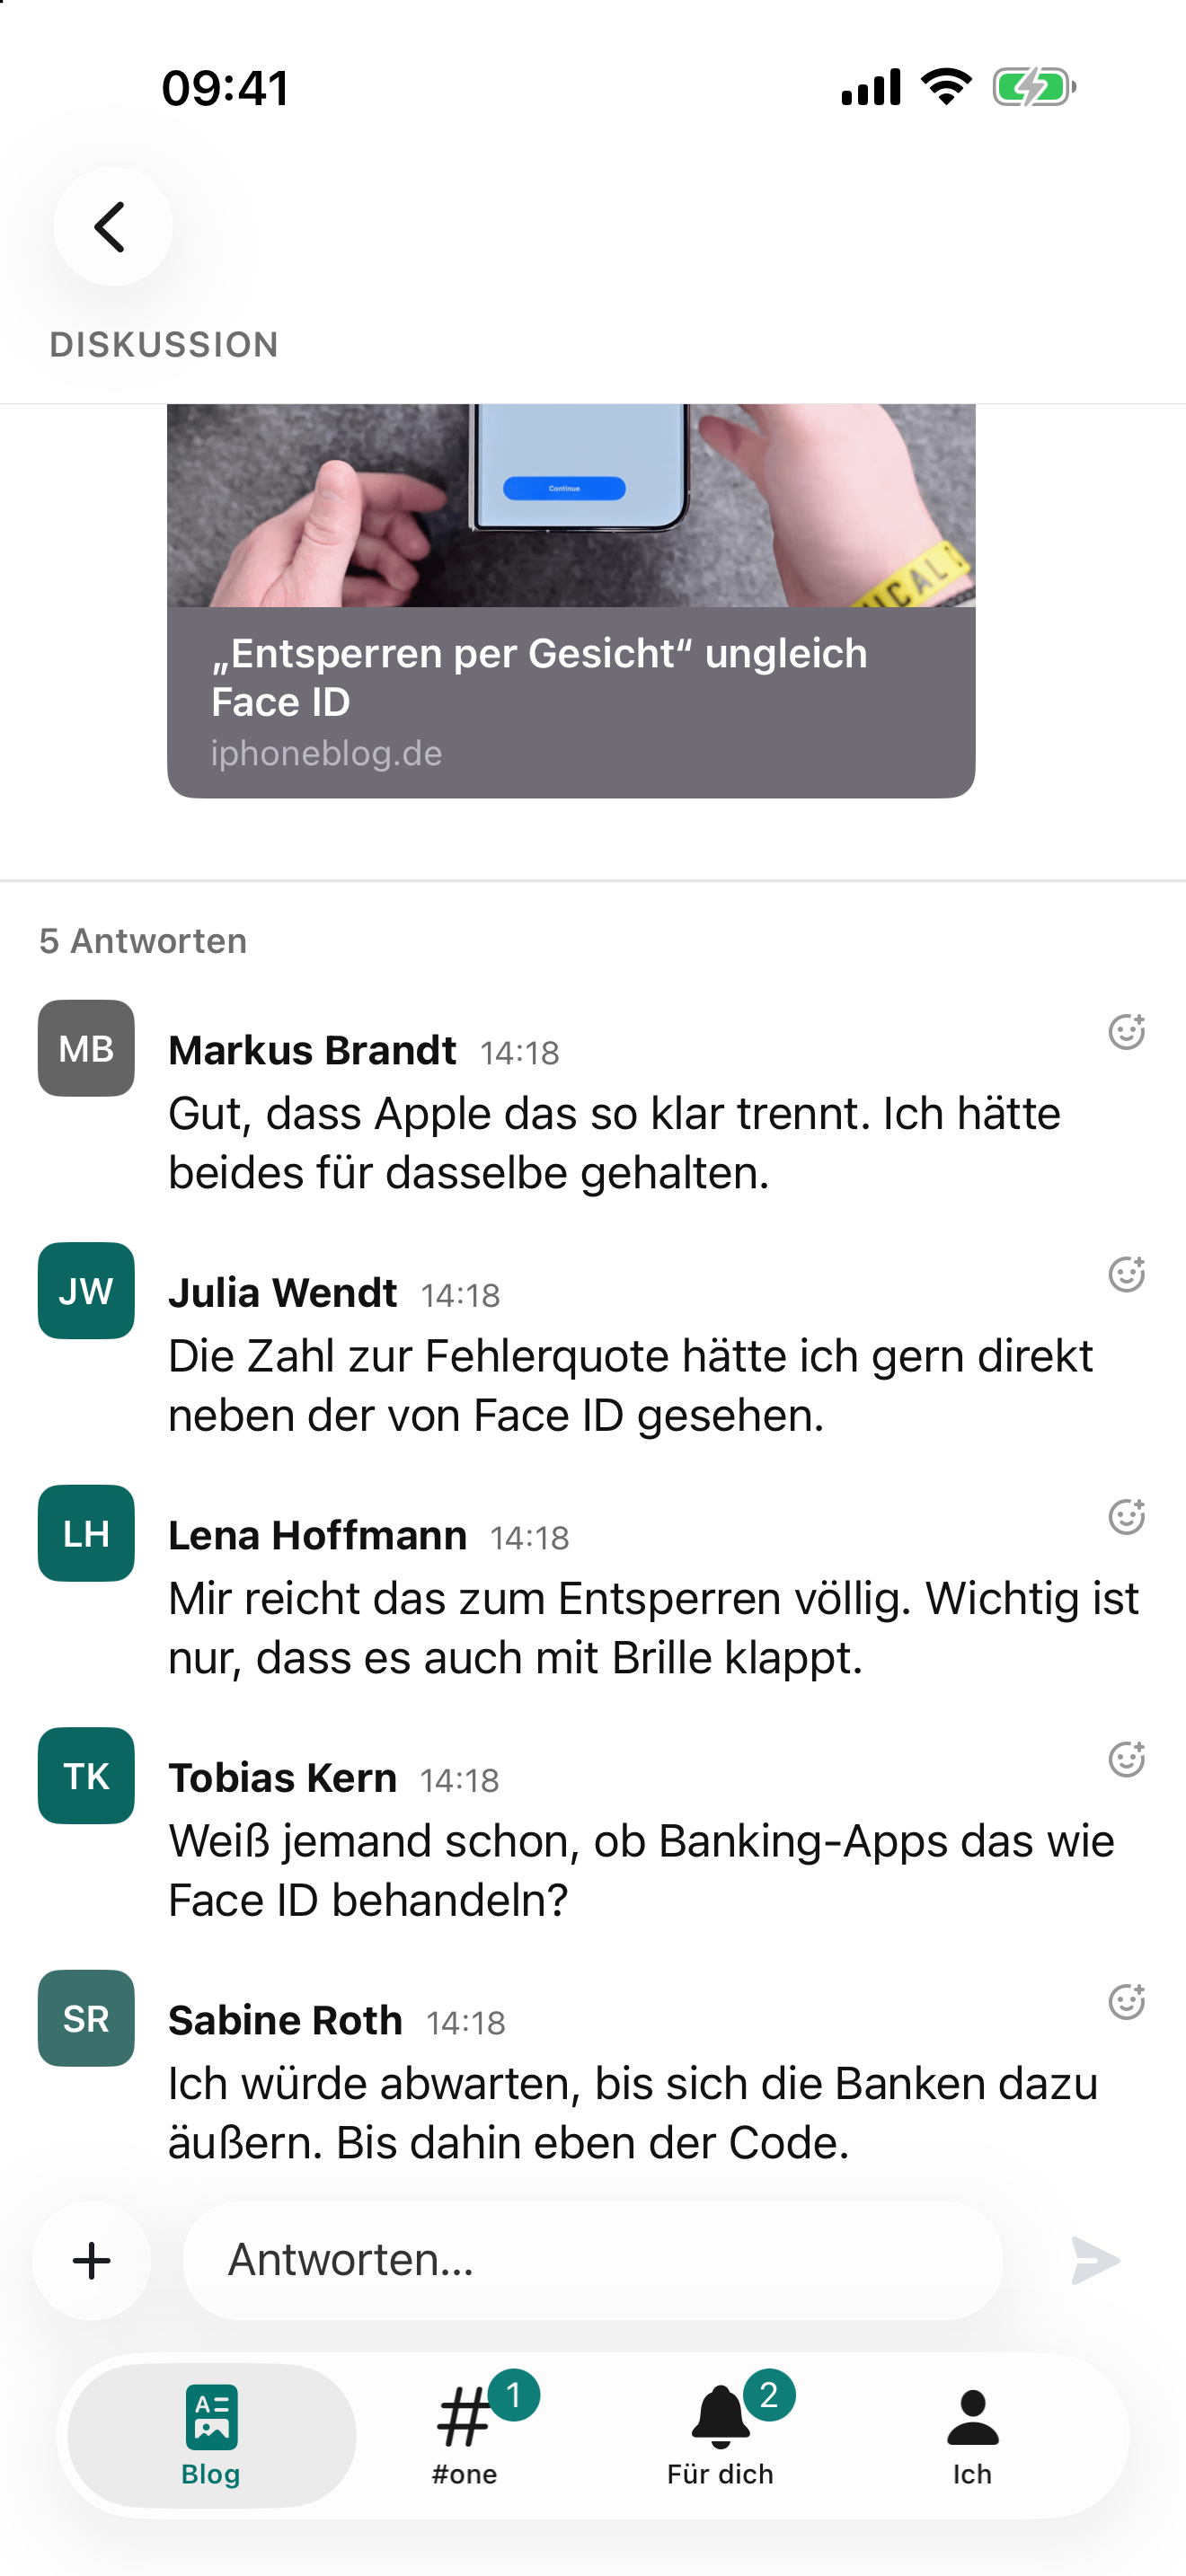 09:41
DISKUSSION
Continue
„Entsperren per Gesicht“ ungleich
Face ID
iphoneblog.de
5 Antworten
MB
Markus Brandt 14:18
Gut, dass Apple das so klar trennt. Ich hätte
beides für dasselbe gehalten.
JW
Julia Wendt 14:18
Die Zahl zur Fehlerquote hätte ich gern direkt
neben der von Face ID gesehen.
LH
Lena Hoffmann 14:18
Mir reicht das zum Entsperren völlig. Wichtig ist
nur, dass es auch mit Brille klappt.
TK
Tobias Kern 14:18
Weiß jemand schon, ob Banking-Apps das wie
Face ID behandeln?
SR
Sabine Roth 14:18
Ich würde abwarten, bis sich die Banken dazu
äußern. Bis dahin eben der Code.
Antworten...
1
2
Blog
#one
Für dich
Ich